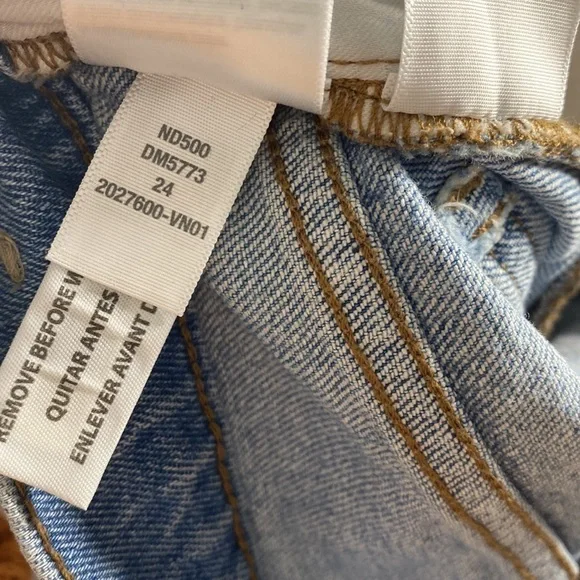 ND500
DM5773
24
2027600-VN01
REMOVE BEFORE
QUITAR ANTES
ENLEVER AVANT